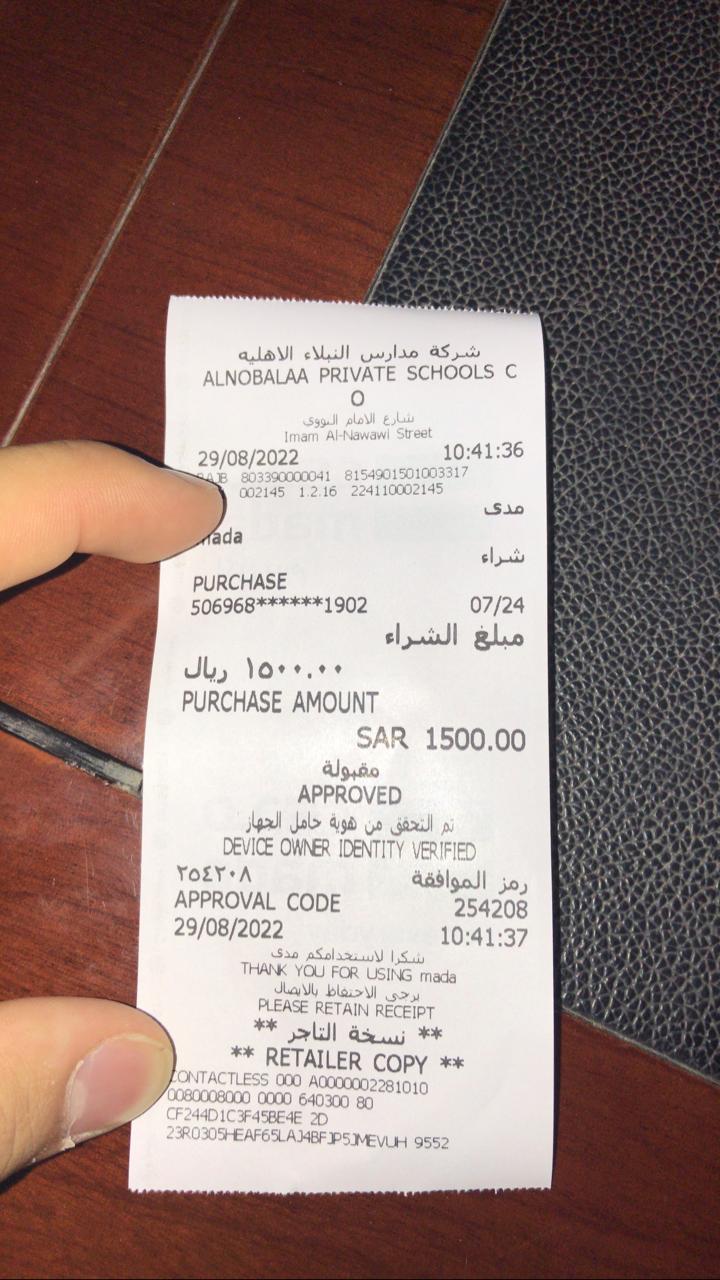 شركة مدارس النبلاء الاهليه
ALNOBALAA PRIVATE SCHOOLS C
O
شارع الامام النووي
Imam Al-Nawawi Street
29/08/2022 10:41:36
803390000041 8154901501003317
002145 1.2.16 224110002145
مدى
mada
شراء
PURCHASE
506968******1902 07/24
مبلغ الشراء
١٥٠٠.٠٠ ريال
PURCHASE AMOUNT
SAR 1500.00
مقبولة
APPROVED
تم التحقق من هوية حامل الجهاز
DEVICE OWNER IDENTITY VERIFIED
رمز الموافقة ٢٥٤٢٠٨
APPROVAL CODE 254208
29/08/2022 10:41:37
شكرا لاستخدامكم مدى
THANK YOU FOR USING mada
يرجى الاحتفاظ بالايصال
PLEASE RETAIN RECEIPT
** نسخة التاجر **
** RETAILER COPY **
CONTACTLESS 000 A0000002281010
0080008000 0000 640300 80
CF244D1C3F45BE4E 2D
23R0305HEAF65LAJ4BFJP5JMEVUH 9552